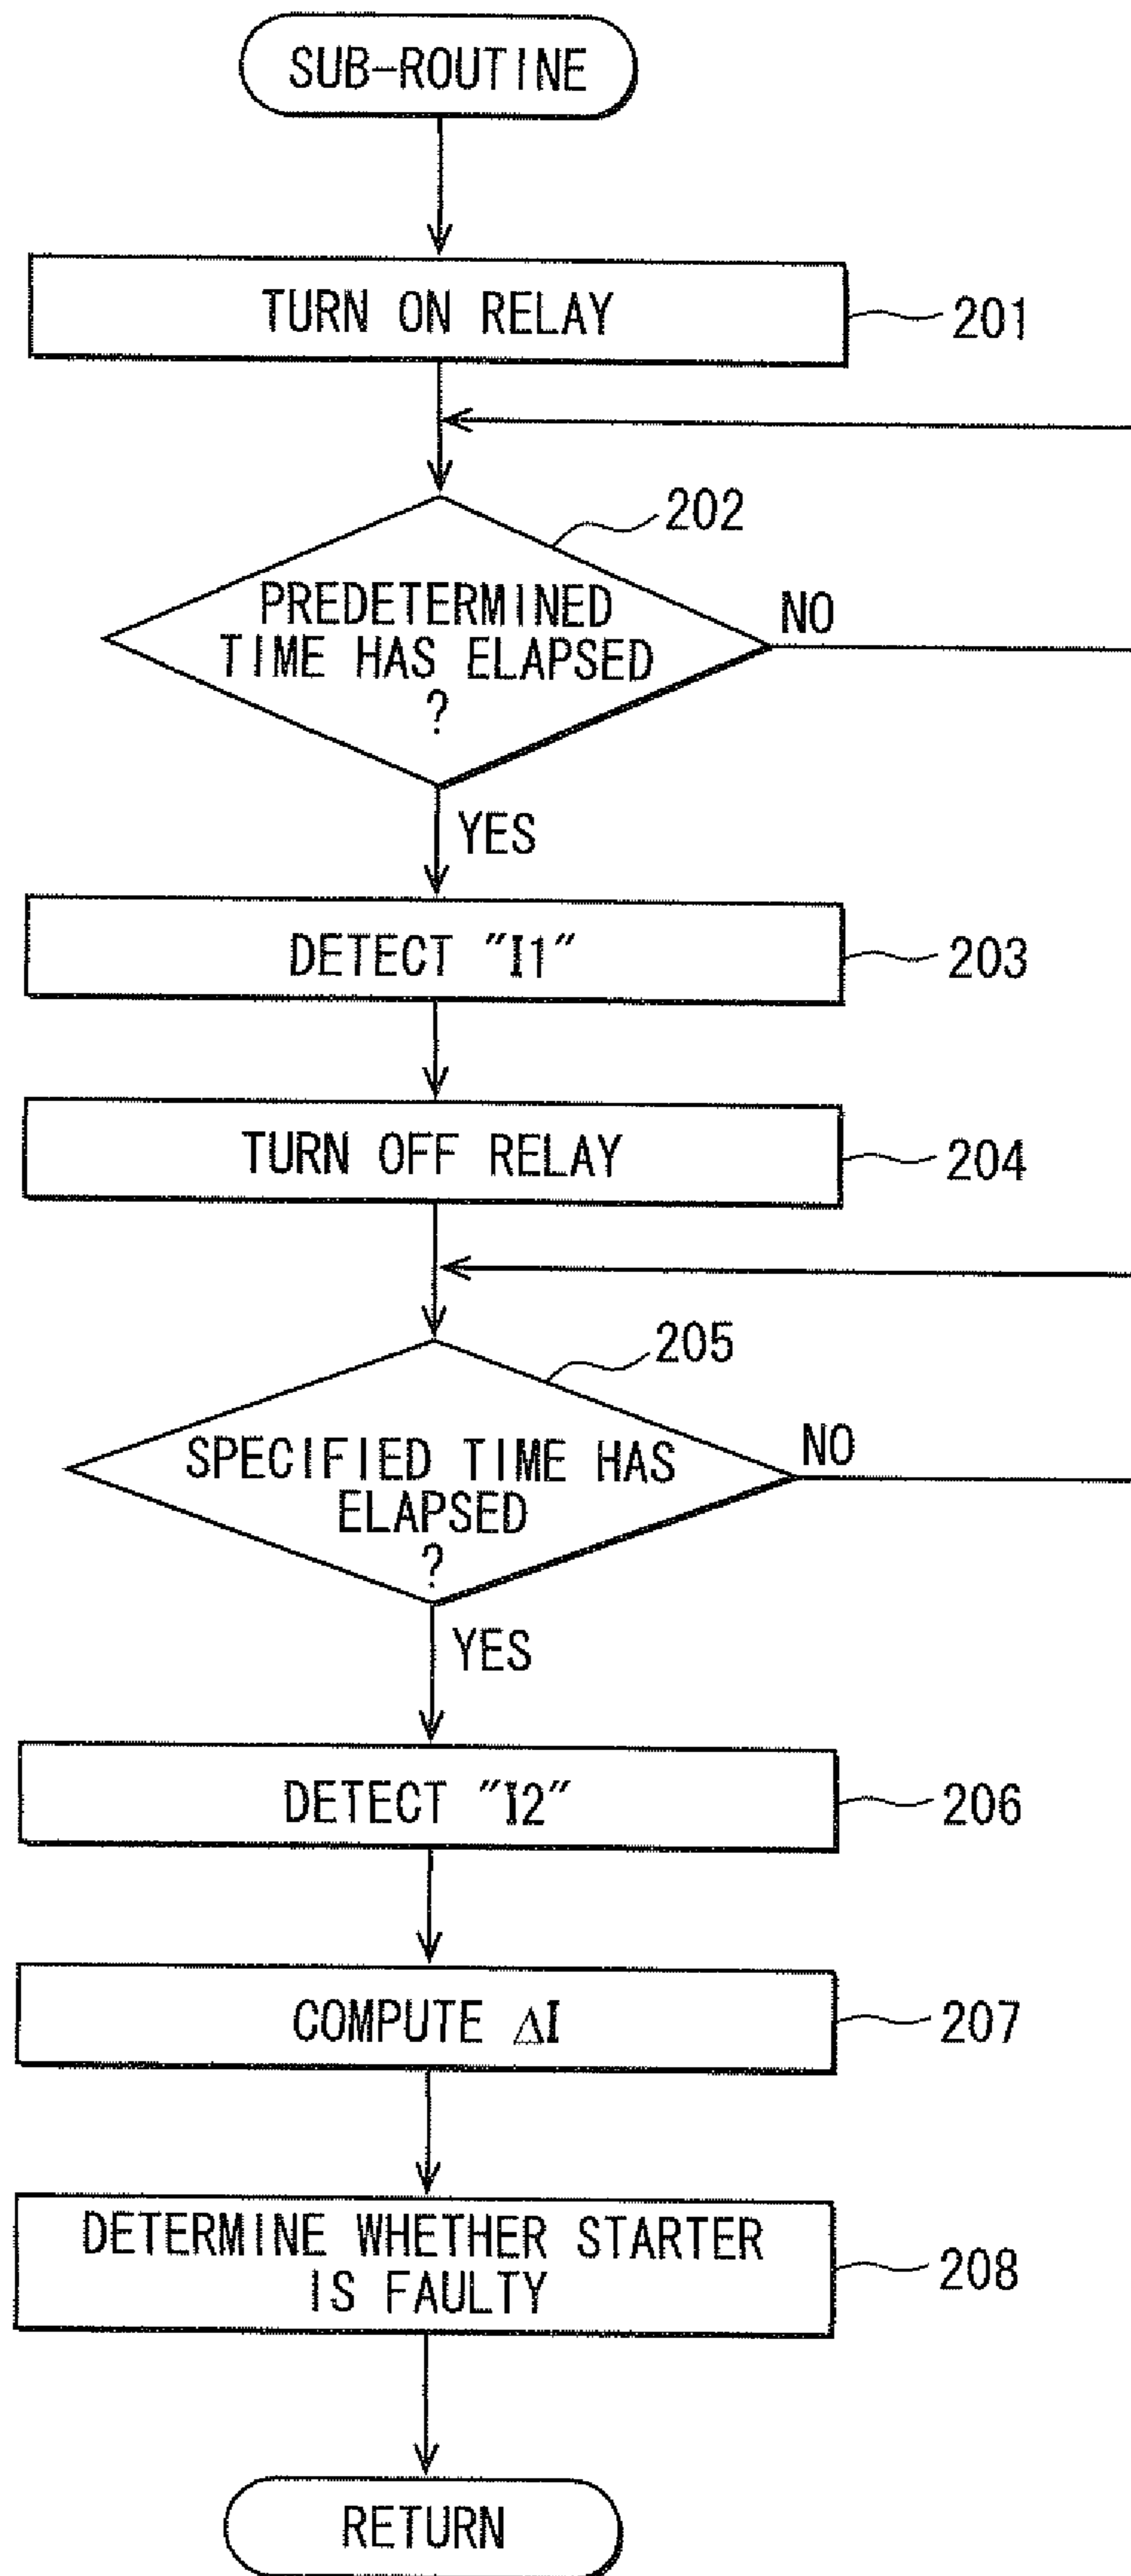 SUB-ROUTINE
TURN ON RELAY
201
202
PREDETERMINED
TIME HAS ELAPSED
?
NO
YES
DETECT "I1"
203
TURN OFF RELAY
204
205
SPECIFIED TIME HAS
ELAPSED
?
NO
YES
DETECT "I2"
206
COMPUTE ΔI
207
DETERMINE WHETHER STARTER
IS FAULTY
208
RETURN